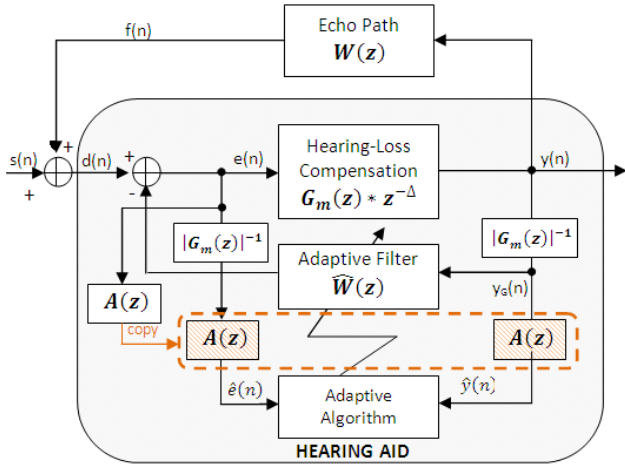 f(n)
Echo Path
W(z)
s(n)
+
+
d(n)
+
-
e(n)
Hearing-Loss
Compensation
G_m(z) * z^{-Δ}
y(n)
|G_m(z)|^{-1}
|G_m(z)|^{-1}
Adaptive Filter
Ŵ(z)
y_G(n)
A(z)
copy
A(z)
A(z)
ê(n)
Adaptive
Algorithm
ŷ(n)
HEARING AID